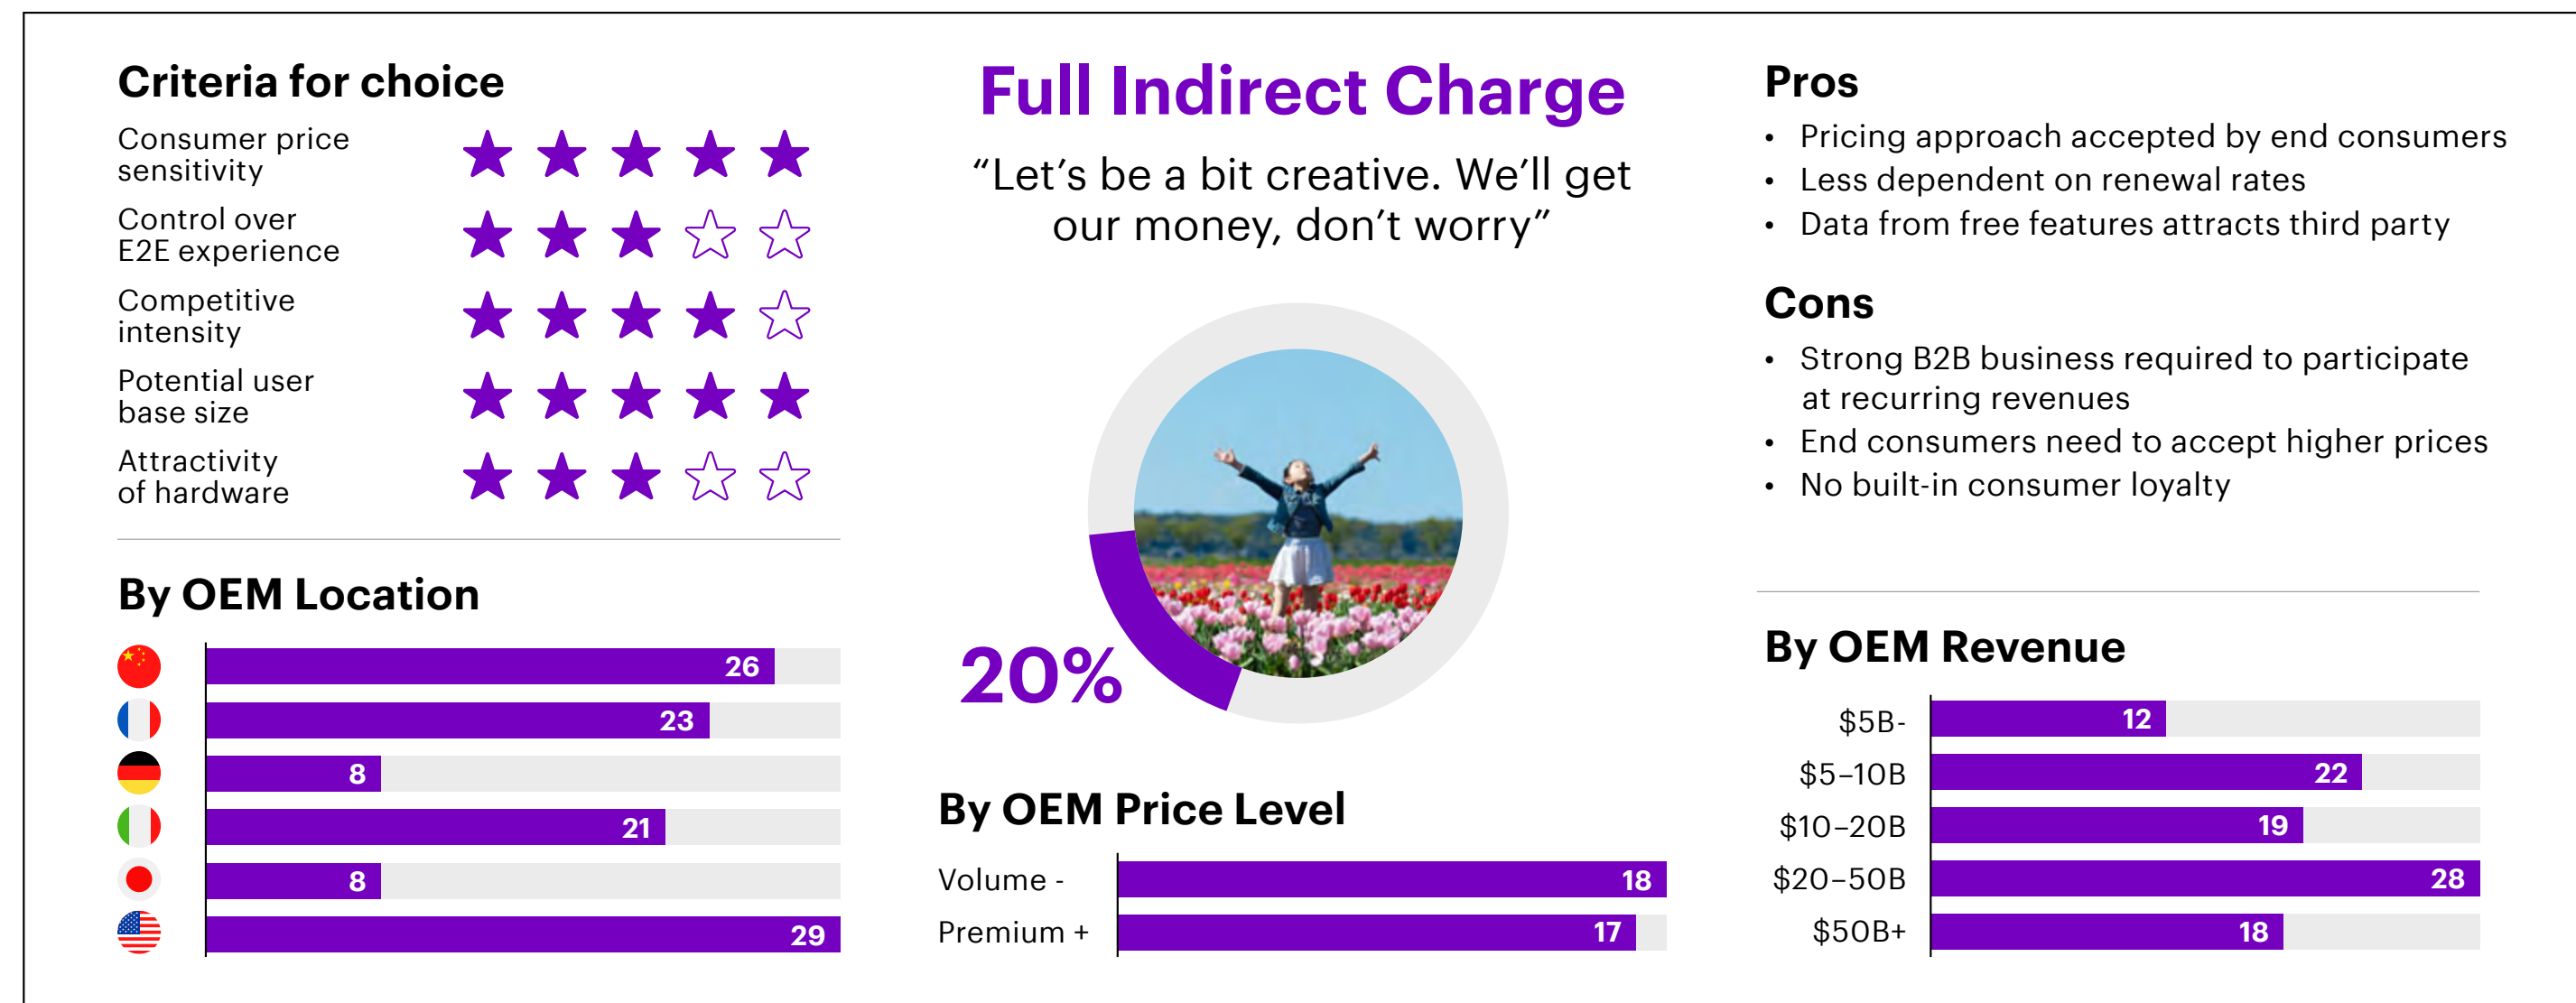 Criteria for choice
Consumer price
sensitivity
Control over
E2E experience
Competitive
intensity
Potential user
base size
Attractivity
of hardware
By OEM Location
26
23
8
21
8
29
Full Indirect Charge
“Let’s be a bit creative. We’ll get
our money, don’t worry”
20%
By OEM Price Level
Volume - 18
Premium + 17
Pros
• Pricing approach accepted by end consumers
• Less dependent on renewal rates
• Data from free features attracts third party
Cons
• Strong B2B business required to participate
at recurring revenues
• End consumers need to accept higher prices
• No built-in consumer loyalty
By OEM Revenue
$5B- 12
$5–10B 22
$10–20B 19
$20–50B 28
$50B+ 18